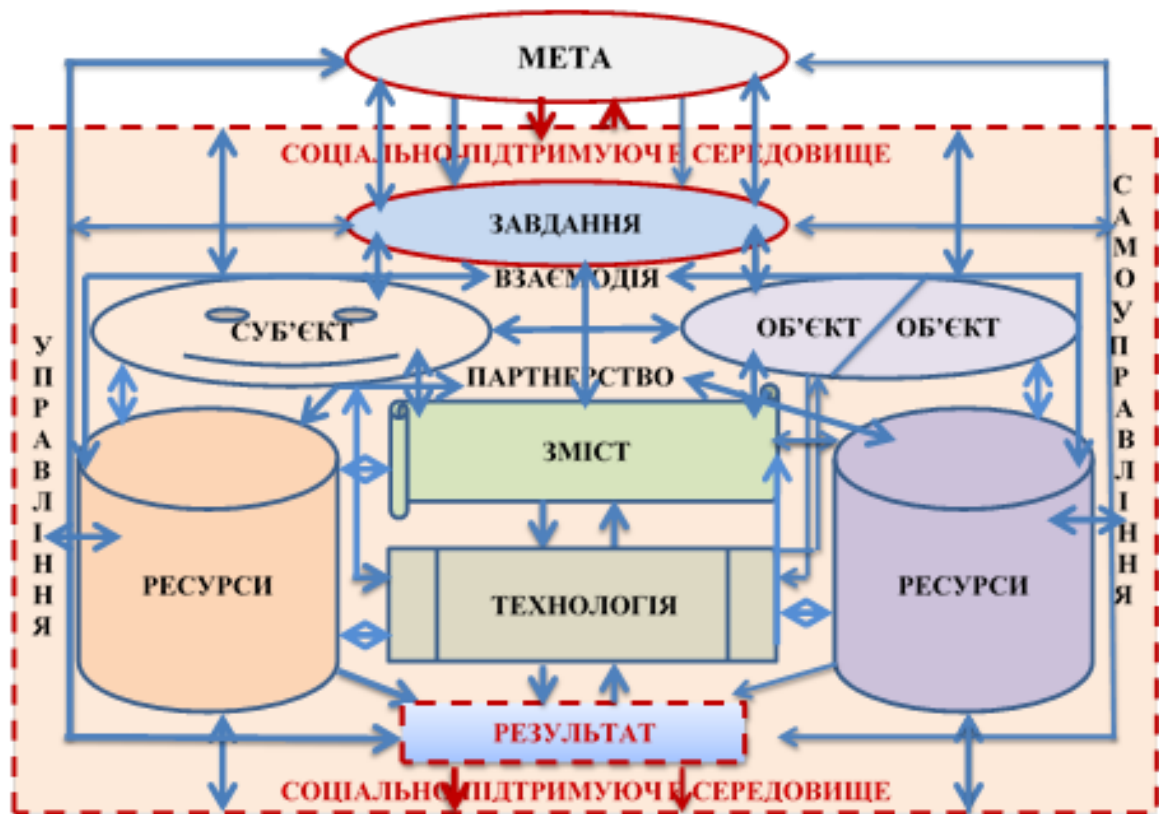 МЕТА
СОЦІАЛЬНО-ПІДТРИМУЮЧЕ СЕРЕДОВИЩЕ
ЗАВДАННЯ
ВЗАЄМОДІЯ
СУБ’ЄКТ
ОБ’ЄКТ ОБ’ЄКТ
ПАРТНЕРСТВО
УПРАВЛІННЯ
САМОУПРАВЛІННЯ
ЗМІСТ
РЕСУРСИ
ТЕХНОЛОГІЯ
РЕСУРСИ
РЕЗУЛЬТАТ
СОЦІАЛЬНО-ПІДТРИМУЮЧЕ СЕРЕДОВИЩЕ